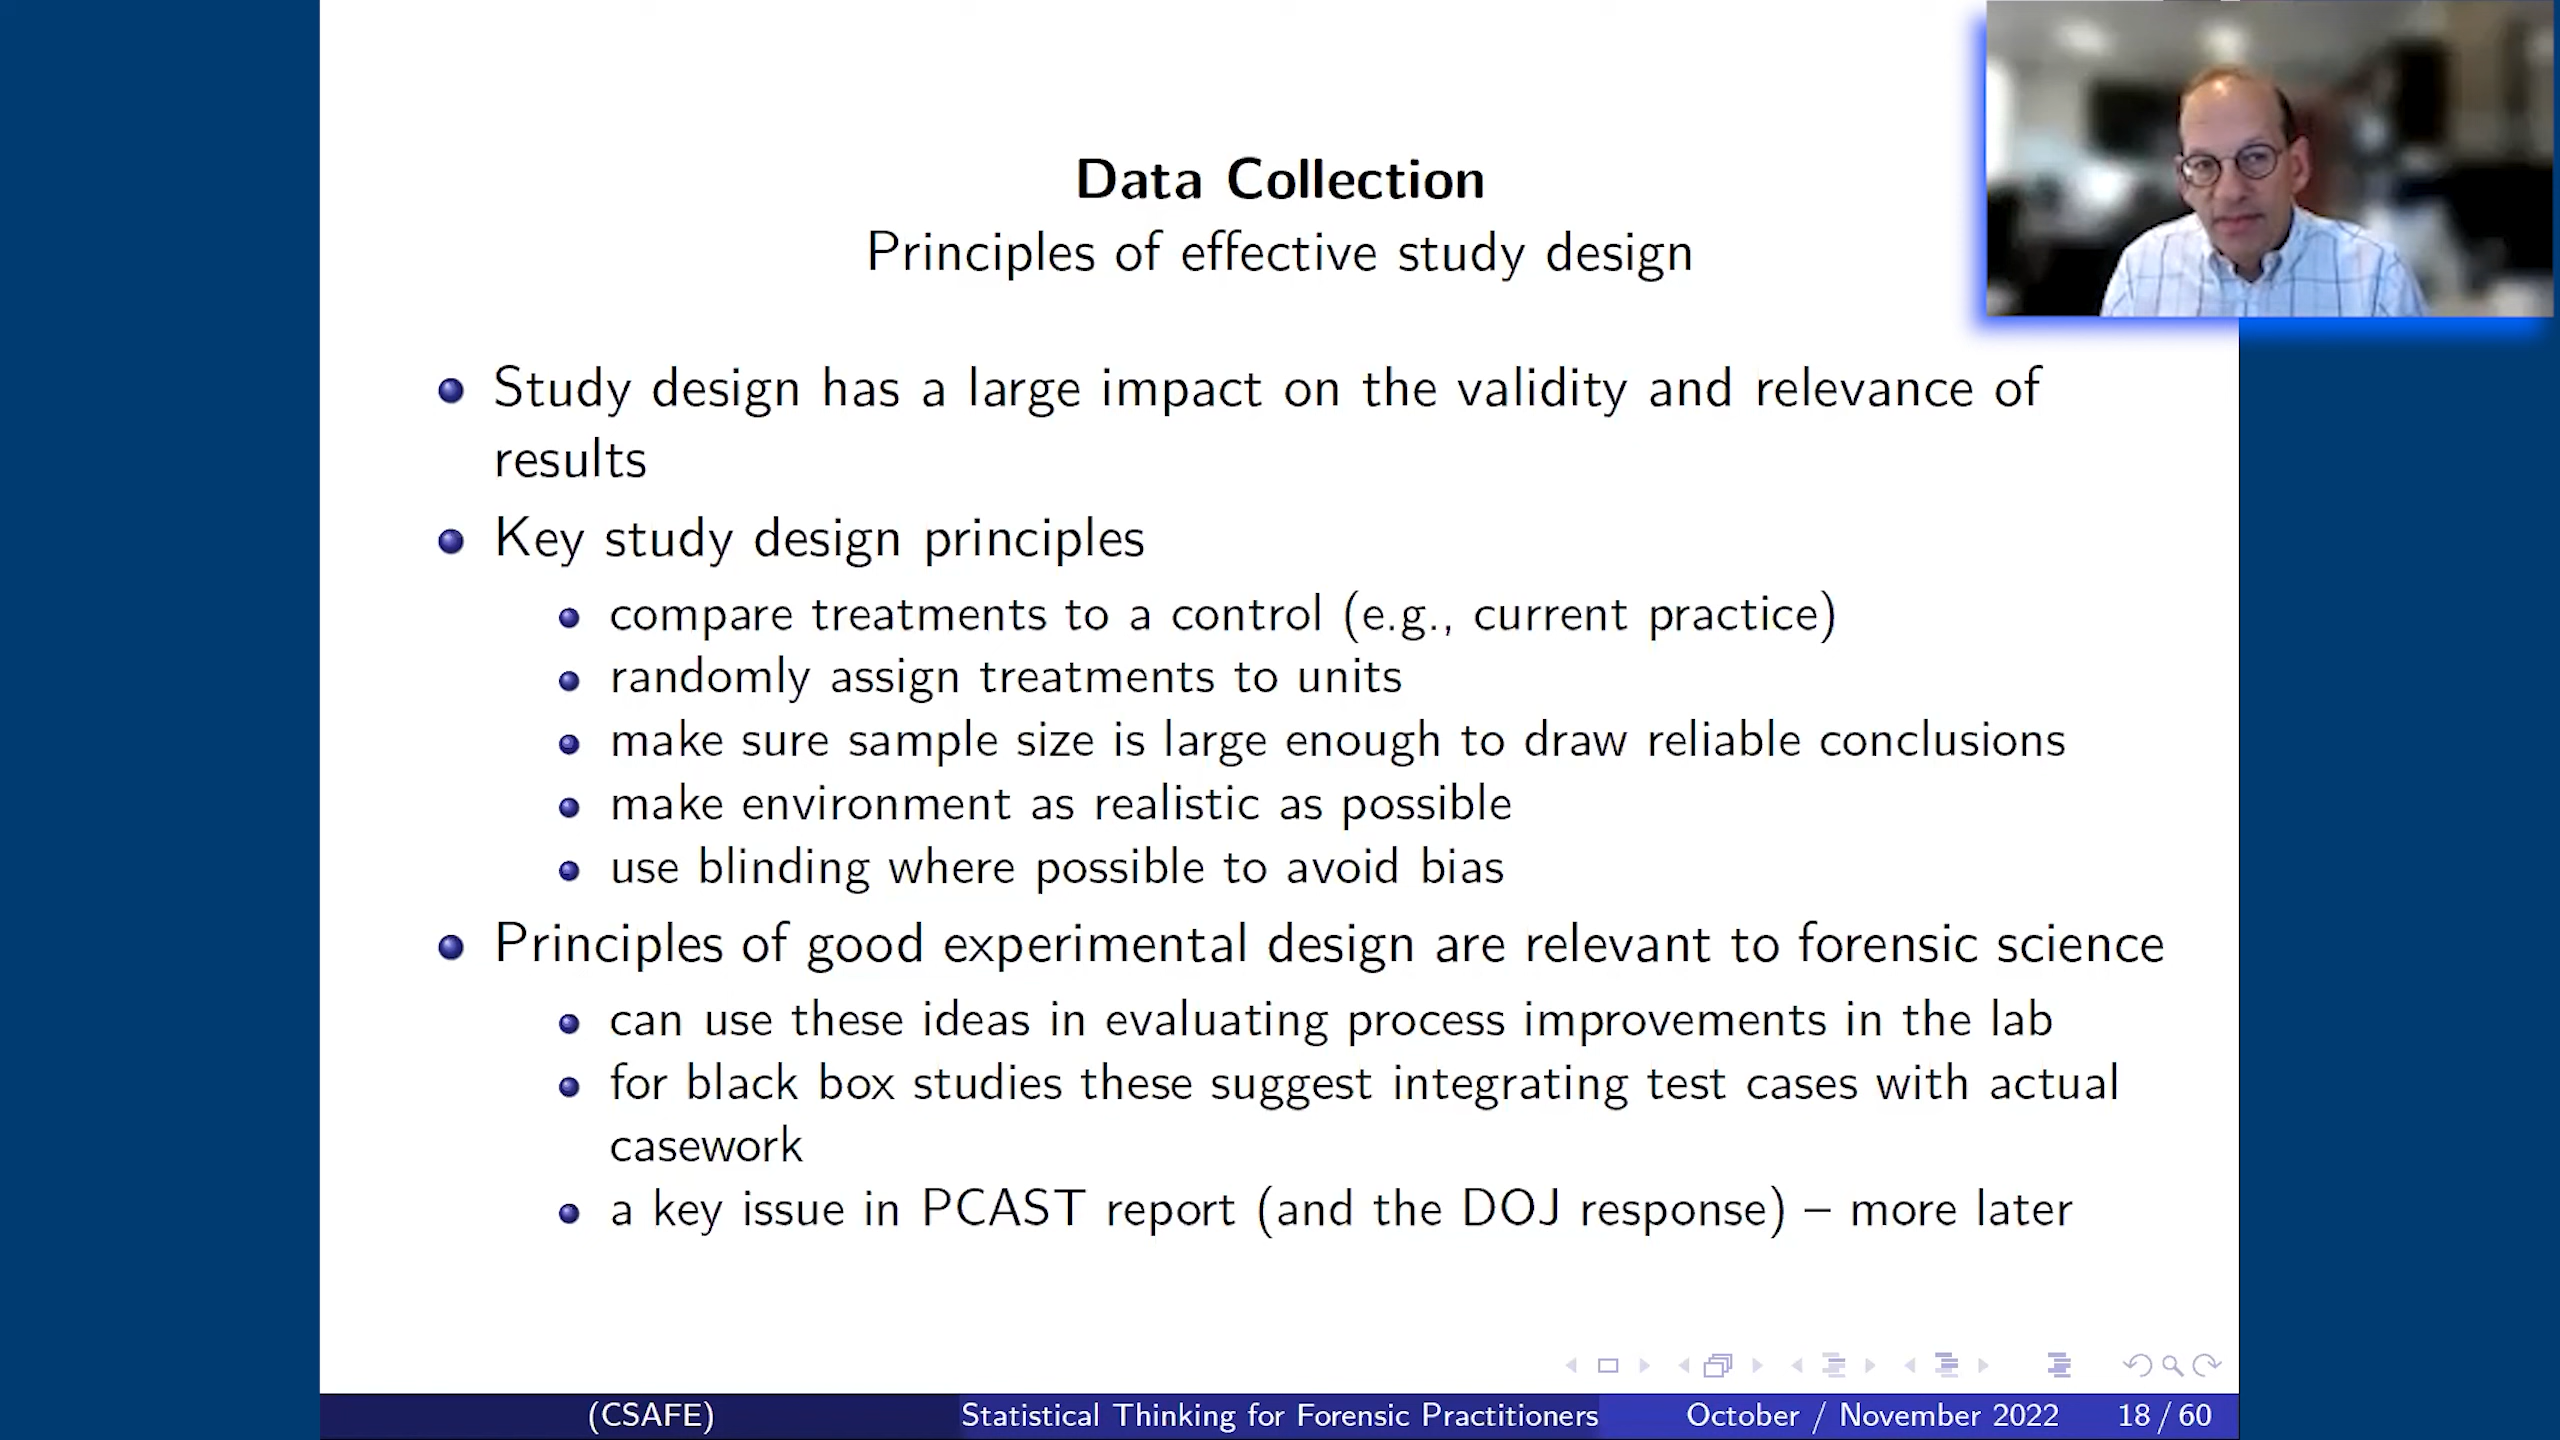 Data Collection
Principles of effective study design
Study design has a large impact on the validity and relevance of
results
Key study design principles
compare treatments to a control (e.g., current practice)
randomly assign treatments to units
make sure sample size is large enough to draw reliable conclusions
make environment as realistic as possible
use blinding where possible to avoid bias
Principles of good experimental design are relevant to forensic science
can use these ideas in evaluating process improvements in the lab
for black box studies these suggest integrating test cases with actual
casework
a key issue in PCAST report (and the DOJ response) – more later
(CSAFE) Statistical Thinking for Forensic Practitioners October / November 2022 18 / 60